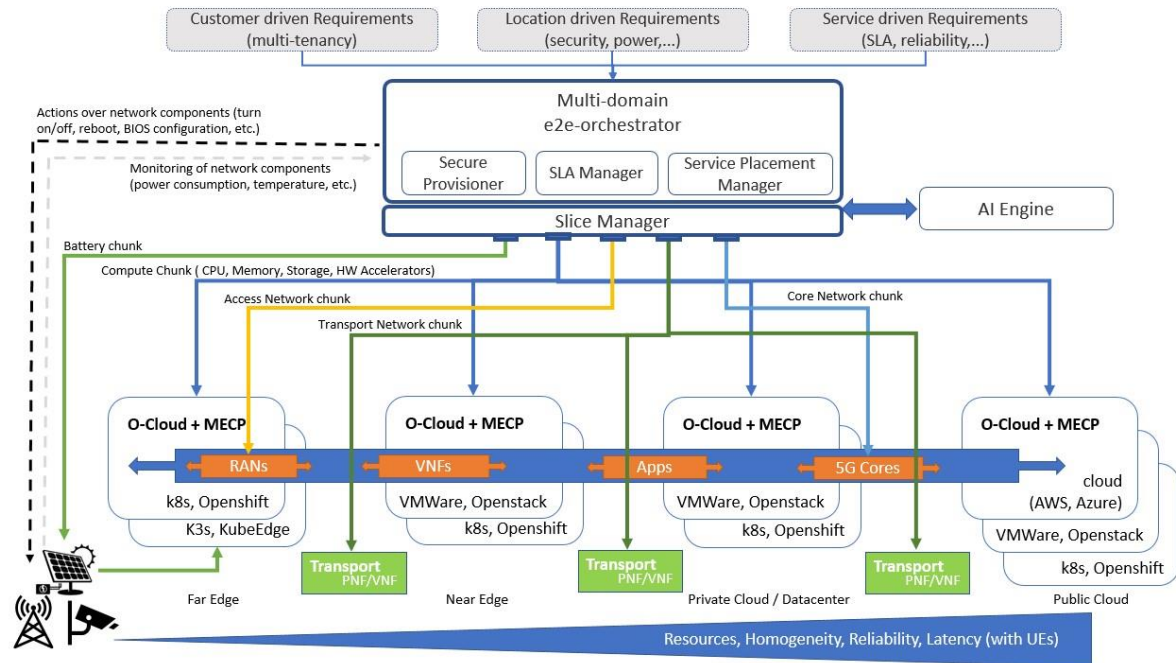 Customer driven Requirements
(multi-tenancy)
Location driven Requirements
(security, power,...)
Service driven Requirements
(SLA, reliability,...)
Multi-domain
e2e-orchestrator
Secure
Provisioner
SLA Manager
Service Placement
Manager
Slice Manager
AI Engine
Actions over network components (turn
on/off, reboot, BIOS configuration, etc.)
Monitoring of network components
(power consumption, temperature, etc.)
Battery chunk
Compute Chunk ( CPU, Memory, Storage, HW Accelerators)
Access Network chunk
Core Network chunk
Transport Network chunk
O-Cloud + MECP
O-Cloud + MECP
O-Cloud + MECP
O-Cloud + MECP
RANs
VNFs
Apps
5G Cores
k8s, Openshift
K3s, KubeEdge
VMWare, Openstack
k8s, Openshift
VMWare, Openstack
k8s, Openshift
cloud
(AWS, Azure)
VMWare, Openstack
k8s, Openshift
Transport
PNF/VNF
Transport
PNF/VNF
Transport
PNF/VNF
Far Edge
Near Edge
Private Cloud / Datacenter
Public Cloud
Resources, Homogeneity, Reliability, Latency (with UEs)